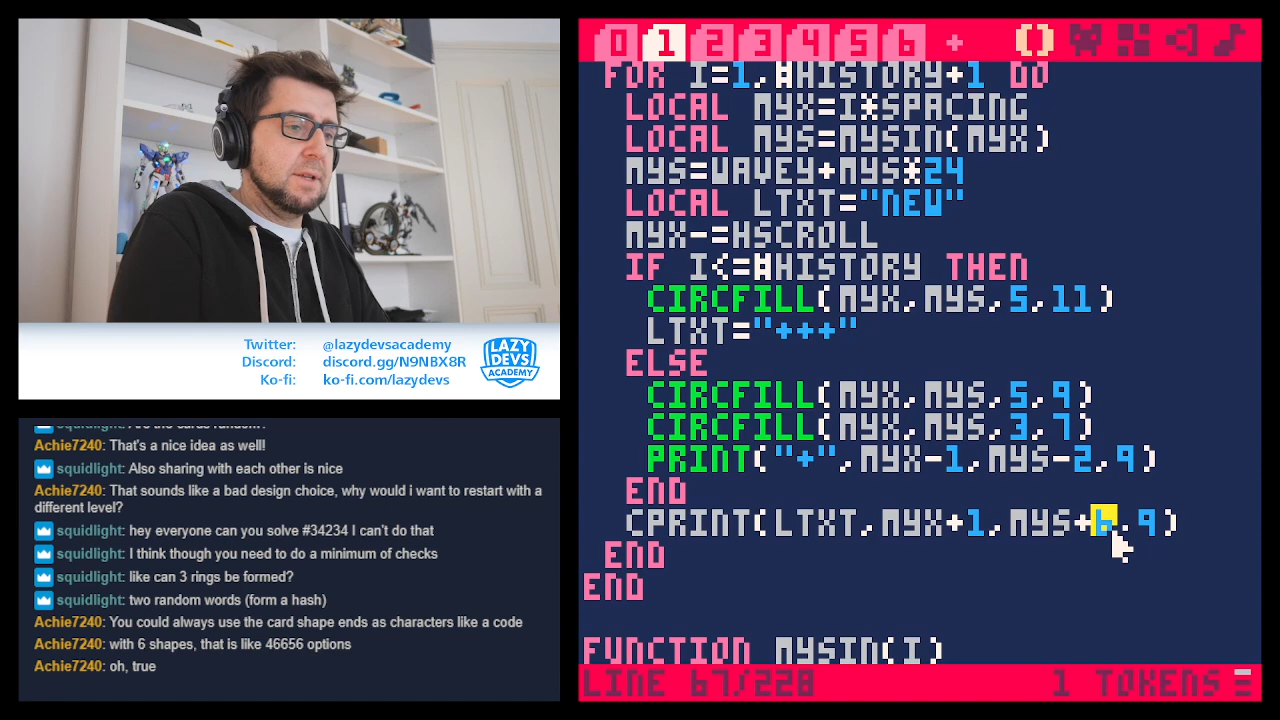 0 1 2 3 4 5 6 + ()
FOR I=1,#HISTORY+1 DO
LOCAL MYX=I*SPACING
LOCAL MYS=MYSIN(MYX)
MYS=WAVEY+MYS*24
LOCAL LTXT="NEW"
MYX-=HSCROLL
IF I<=#HISTORY THEN
CIRCFILL(MYX,MYS,5,11)
LTXT="+++"
ELSE
CIRCFILL(MYX,MYS,5,9)
CIRCFILL(MYX,MYS,3,7)
PRINT("+",MYX-1,MYS-2,9)
END
CPRINT(LTXT,MYX+1,MYS+6,9)
END
END
FUNCTION MYSIN(I)
LINE 67/228
1 TOKENS
Twitter: @lazydevsacademy
Discord: discord.gg/N9NBX8R
Ko-fi: ko-fi.com/lazydevs
LAZY
DEVS
ACADEMY
squidlight: Are the cards random?
Achie7240: That's a nice idea as well!
squidlight: Also sharing with each other is nice
Achie7240: That sounds like a bad design choice, why would i want to restart with a
different level?
squidlight: hey everyone can you solve #34234 I can't do that
squidlight: I think though you need to do a minimum of checks
squidlight: like can 3 rings be formed?
squidlight: two random words (form a hash)
Achie7240: You could always use the card shape ends as characters like a code
Achie7240: with 6 shapes, that is like 46656 options
Achie7240: oh, true